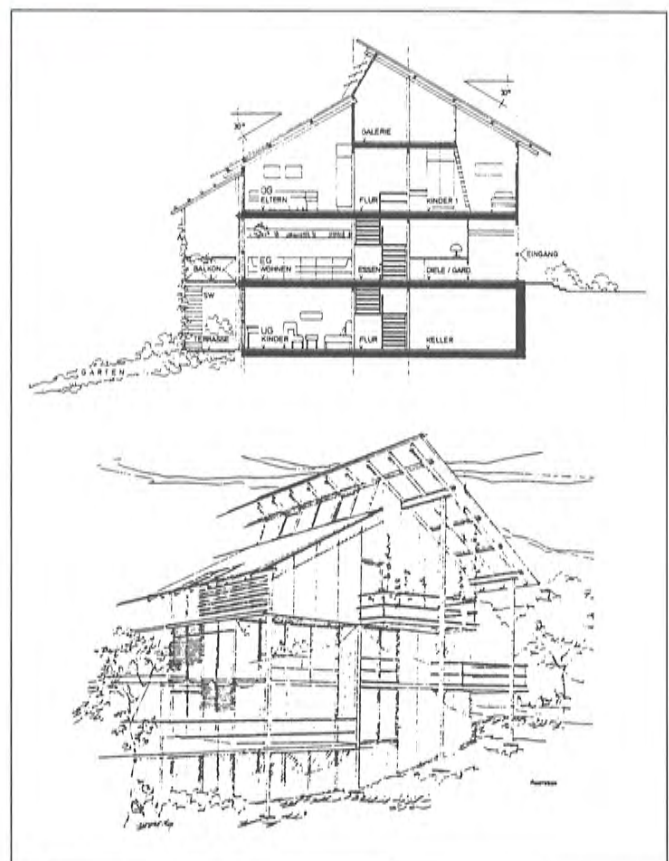 30°
30°
GALERIE
OG
ELTERN
FLUR
KINDER 1
EINGANG
EG
BALKON
WOHNEN
ESSEN
DIELE / GARD.
SW
UG
TERRASSE
KINDER
FLUR
KELLER
GARTEN